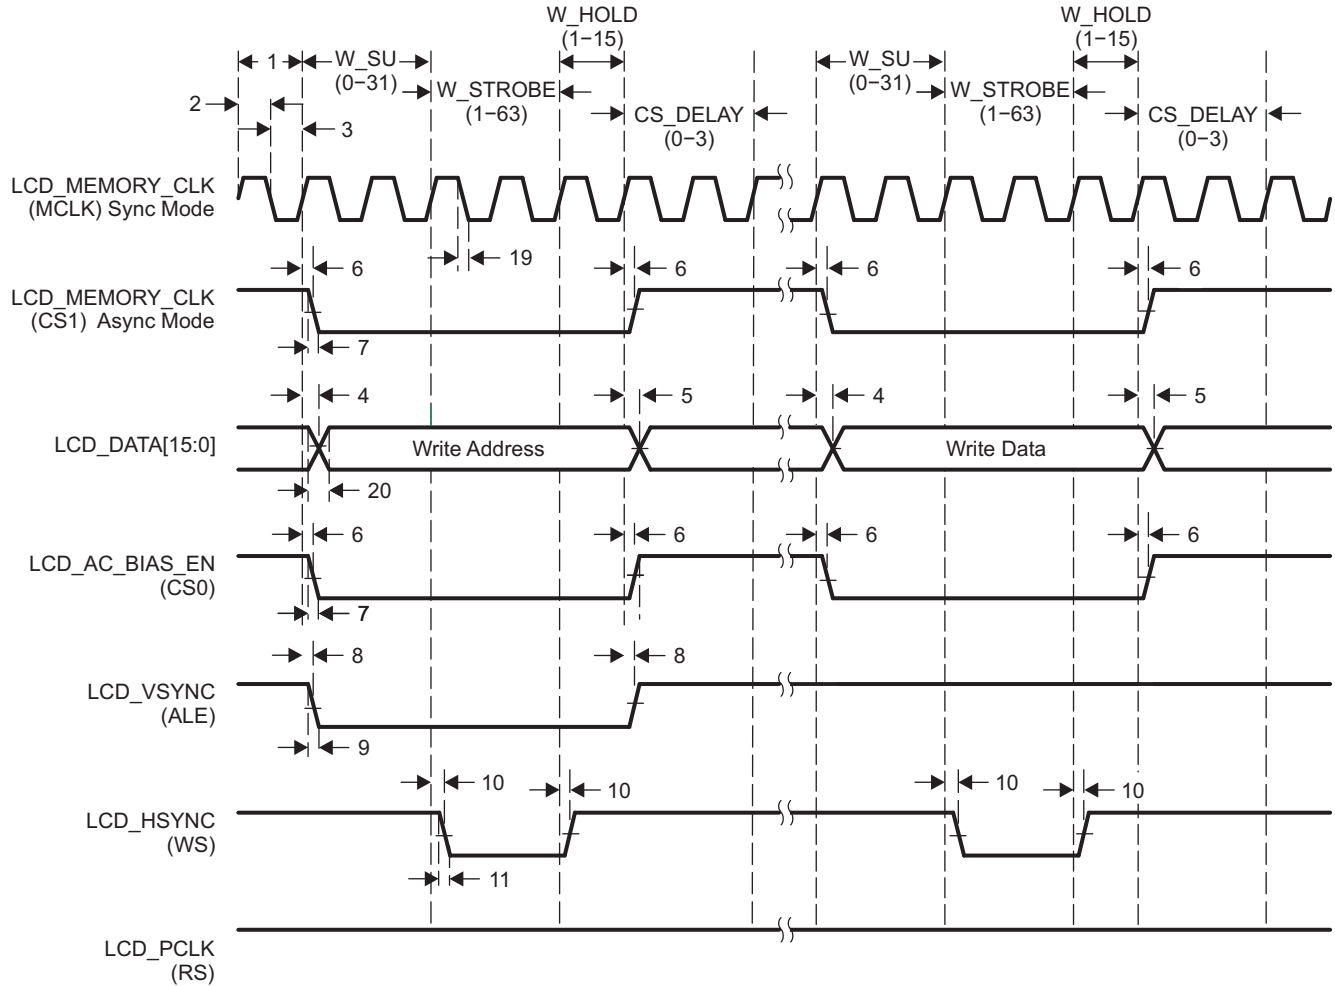 W_HOLD
(1−15)
W_HOLD
(1−15)
1
W_SU
(0−31)
W_SU
(0−31)
2
W_STROBE
(1−63)
W_STROBE
(1−63)
CS_DELAY
(0−3)
CS_DELAY
(0−3)
3
LCD_MEMORY_CLK
(MCLK) Sync Mode
19
6
6
6
6
LCD_MEMORY_CLK
(CS1) Async Mode
7
4
5
4
5
LCD_DATA[15:0]
Write Address
Write Data
20
6
6
6
6
LCD_AC_BIAS_EN
(CS0)
7
8
8
LCD_VSYNC
(ALE)
9
10
10
10
10
LCD_HSYNC
(WS)
11
LCD_PCLK
(RS)